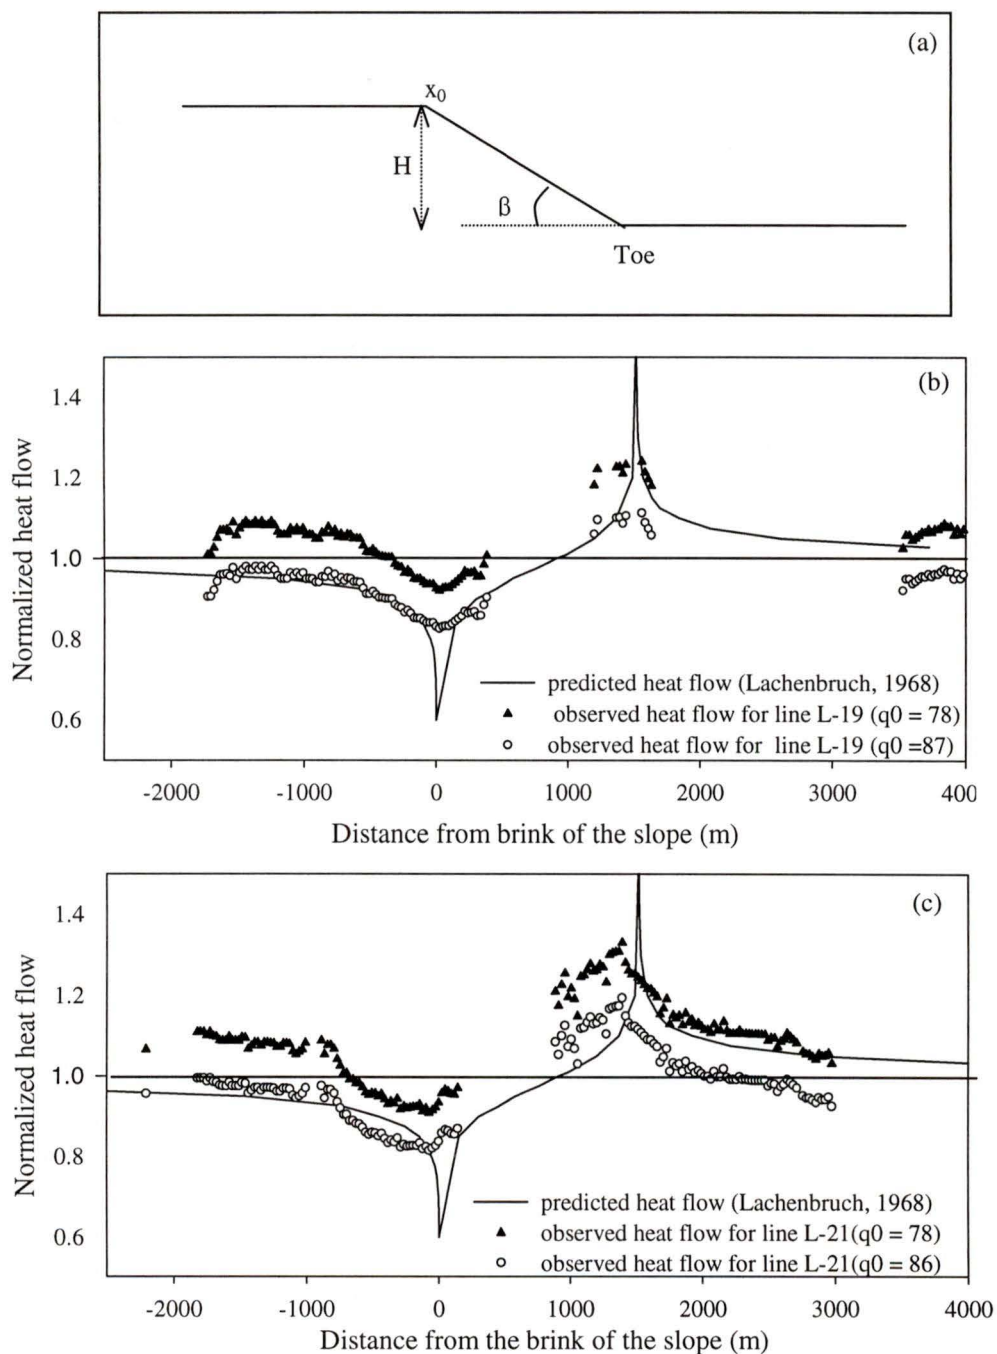 (a)
x0
H
β
Toe
(b)
Normalized heat flow
1.4
1.2
1.0
0.8
0.6
predicted heat flow (Lachenbruch, 1968)
observed heat flow for line L-19 (q0 = 78)
observed heat flow for line L-19 (q0 =87)
-2000 -1000 0 1000 2000 3000 400
Distance from brink of the slope (m)
(c)
Normalized heat flow
1.4
1.2
1.0
0.8
0.6
predicted heat flow (Lachenbruch, 1968)
observed heat flow for line L-21(q0 = 78)
observed heat flow for line L-21(q0 = 86)
-2000 -1000 0 1000 2000 3000 4000
Distance from the brink of the slope (m)